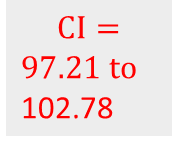 CI =
97.21 to
102.78